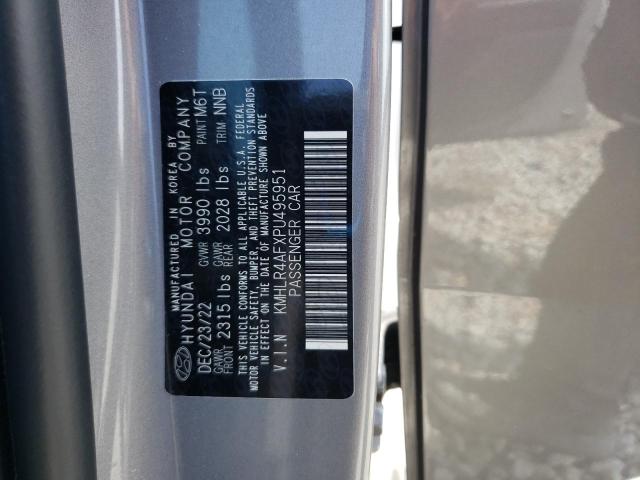 MANUFACTURED IN KOREA BY
HYUNDAI MOTOR COMPANY
DEC/23/22 GVWR 3990 lbs PAINT M6T
GAWR FRONT 2315 lbs GAWR REAR 2028 lbs TRIM NNB
THIS VEHICLE CONFORMS TO ALL APPLICABLE U.S.A. FEDERAL
MOTOR VEHICLE SAFETY, BUMPER, AND THEFT PREVENTION STANDARDS
IN EFFECT ON THE DATE OF MANUFACTURE SHOWN ABOVE
V.I.N KMHLR4AFXPU495951
PASSENGER CAR